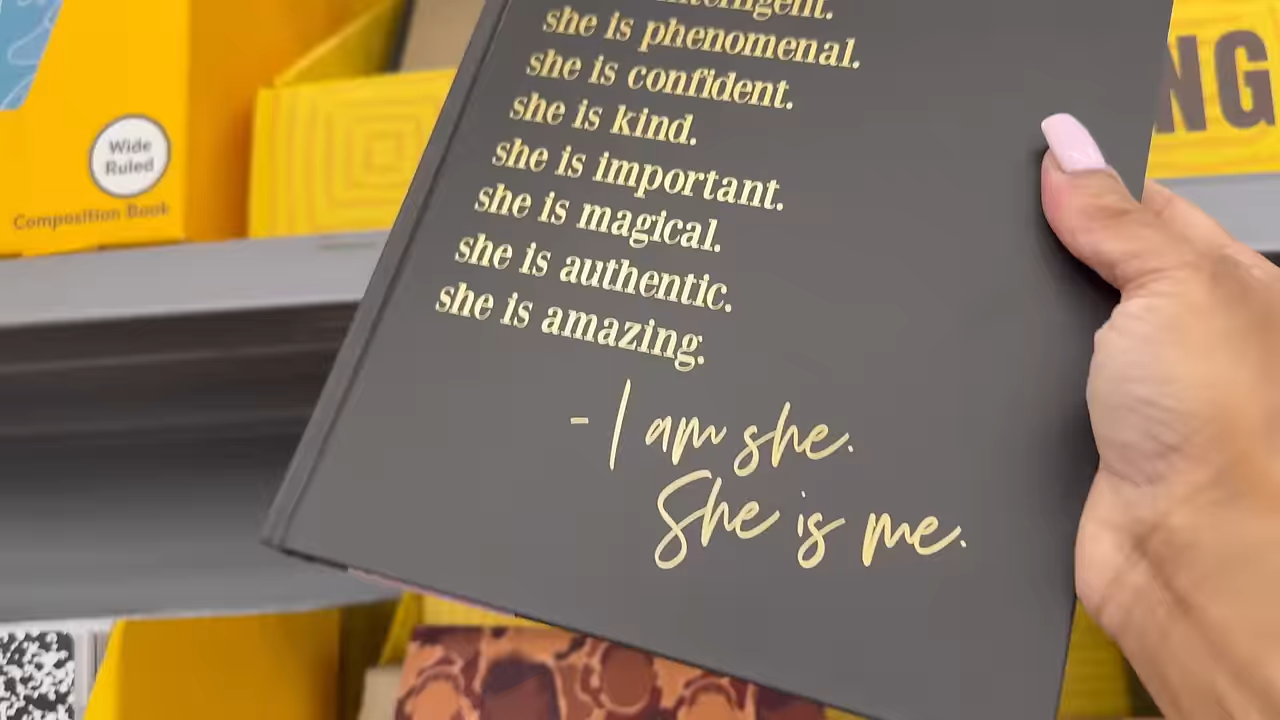 intelligent.
she is phenomenal.
she is confident.
she is kind.
she is important.
she is magical.
she is authentic.
she is amazing.
- I am she.
She is me.
Wide
Ruled
Composition Book
NG